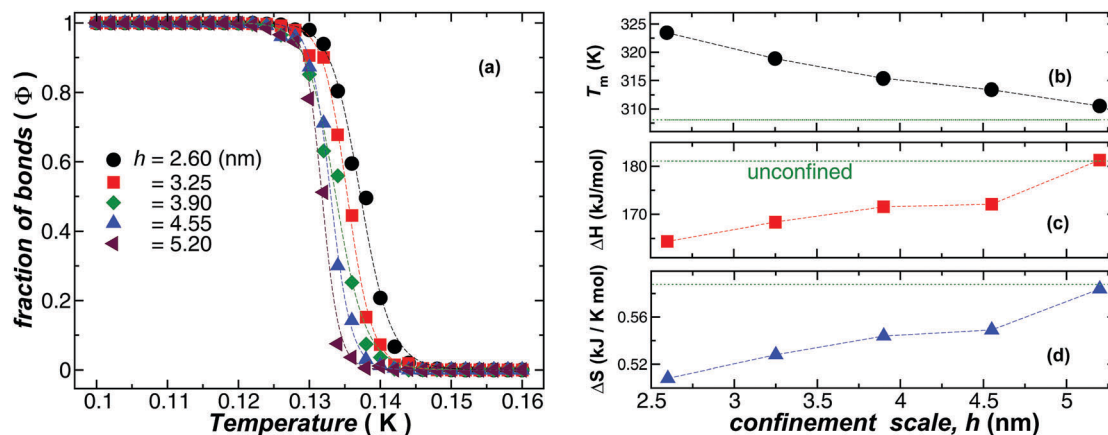 fraction of bonds ( Φ )
1
0.8
0.6
0.4
0.2
0
(a)
h = 2.60 (nm)
= 3.25
= 3.90
= 4.55
= 5.20
0.1
0.11
0.12
0.13
0.14
0.15
0.16
Temperature ( K )
Tm (K)
325
320
315
310
(b)
ΔH (kJ/mol)
180
170
unconfined
(c)
ΔS (kJ / K mol)
0.56
0.52
(d)
2.5
3
3.5
4
4.5
5
confinement scale, h (nm)